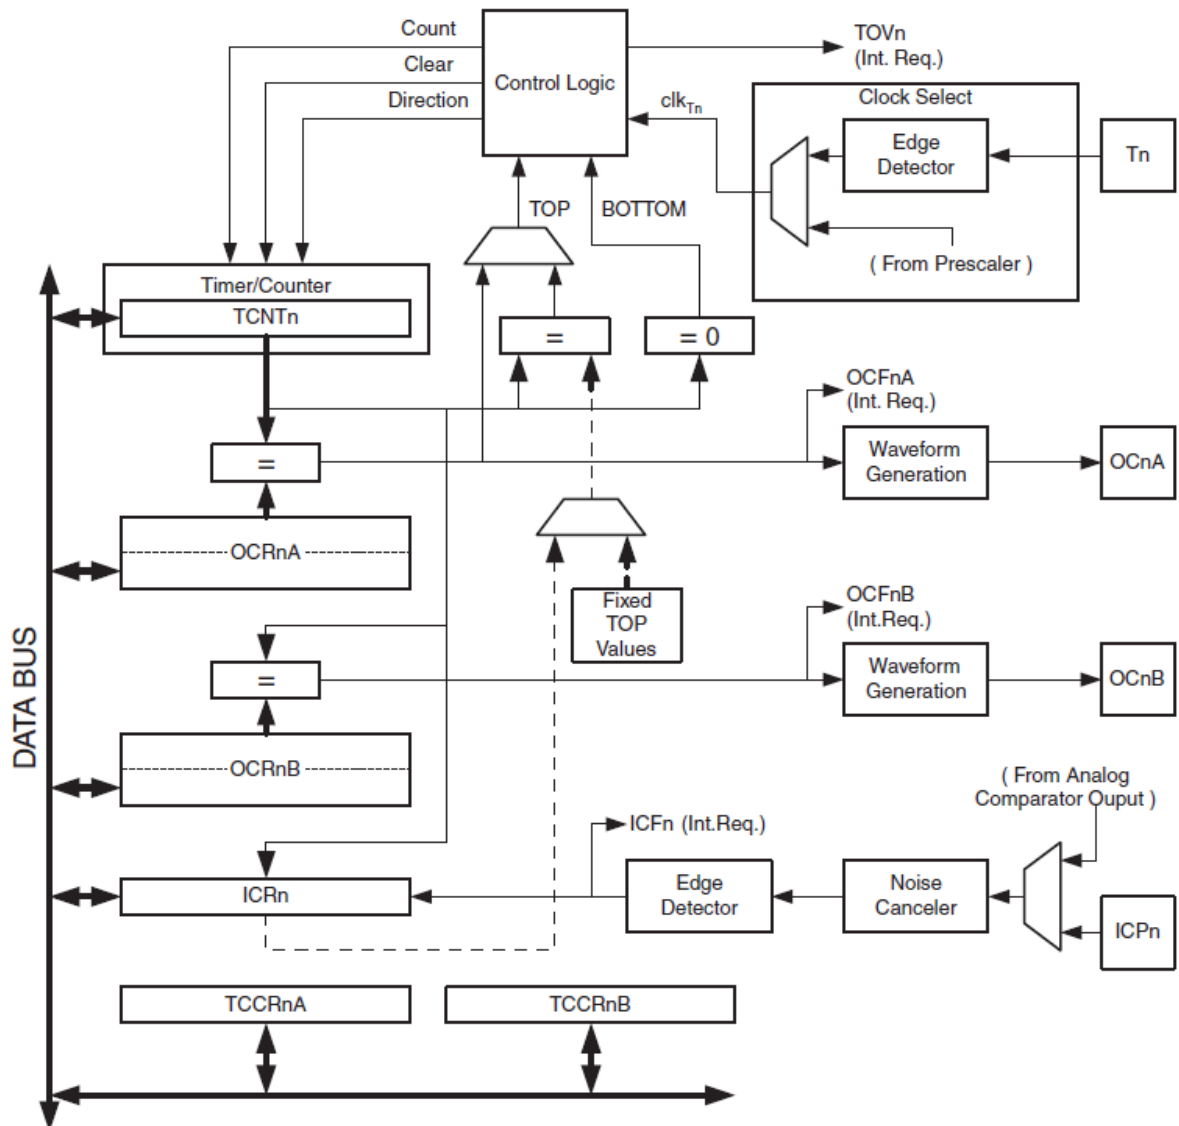 Count
Clear
Direction
Control Logic
TOVn
(Int. Req.)
clkTn
Clock Select
Edge
Detector
Tn
( From Prescaler )
TOP
BOTTOM
Timer/Counter
TCNTn
=
= 0
OCFnA
(Int. Req.)
=
Waveform
Generation
OCnA
OCRnA
Fixed
TOP
Values
OCFnB
(Int.Req.)
=
Waveform
Generation
OCnB
OCRnB
DATA BUS
( From Analog
Comparator Ouput )
ICFn (Int.Req.)
ICRn
Edge
Detector
Noise
Canceler
ICPn
TCCRnA
TCCRnB